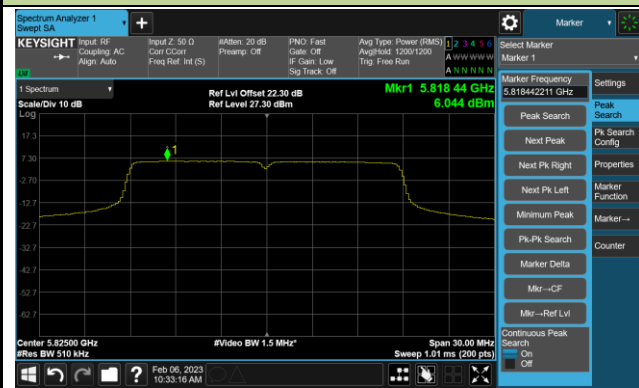 Spectrum Analyzer 1
Swept SA
Marker
KEYSIGHT
Input: RF
Coupling: AC
Align: Auto
Input Z: 50 Ω
Corr CCorr
Freq Ref: Int (S)
#Atten: 20 dB
Preamp: Off
PNO: Fast
Gate: Off
IF Gain: Low
Sig Track: Off
Avg Type: Power (RMS)
Avg|Hold: 1200/1200
Trig: Free Run
1 2 3 4 5 6
A W W W W W
A N N N N N
LXI
Select Marker
Marker 1
1 Spectrum
Scale/Div 10 dB
Log
Ref Lvl Offset 22.30 dB
Ref Level 27.30 dBm
Mkr1 5.818 44 GHz
6.044 dBm
17.3
7.30
-2.70
-12.7
-22.7
-32.7
-42.7
-52.7
-62.7
1
Center 5.82500 GHz
#Res BW 510 kHz
#Video BW 1.5 MHz*
Span 30.00 MHz
Sweep 1.01 ms (200 pts)
Marker Frequency
5.818442211 GHz
Peak Search
Next Peak
Next Pk Right
Next Pk Left
Minimum Peak
Pk-Pk Search
Marker Delta
Mkr→CF
Mkr→Ref Lvl
Continuous Peak
Search
On
Off
Settings
Peak
Search
Pk Search
Config
Properties
Marker
Function
Marker→
Counter
Feb 06, 2023
10:33:16 AM